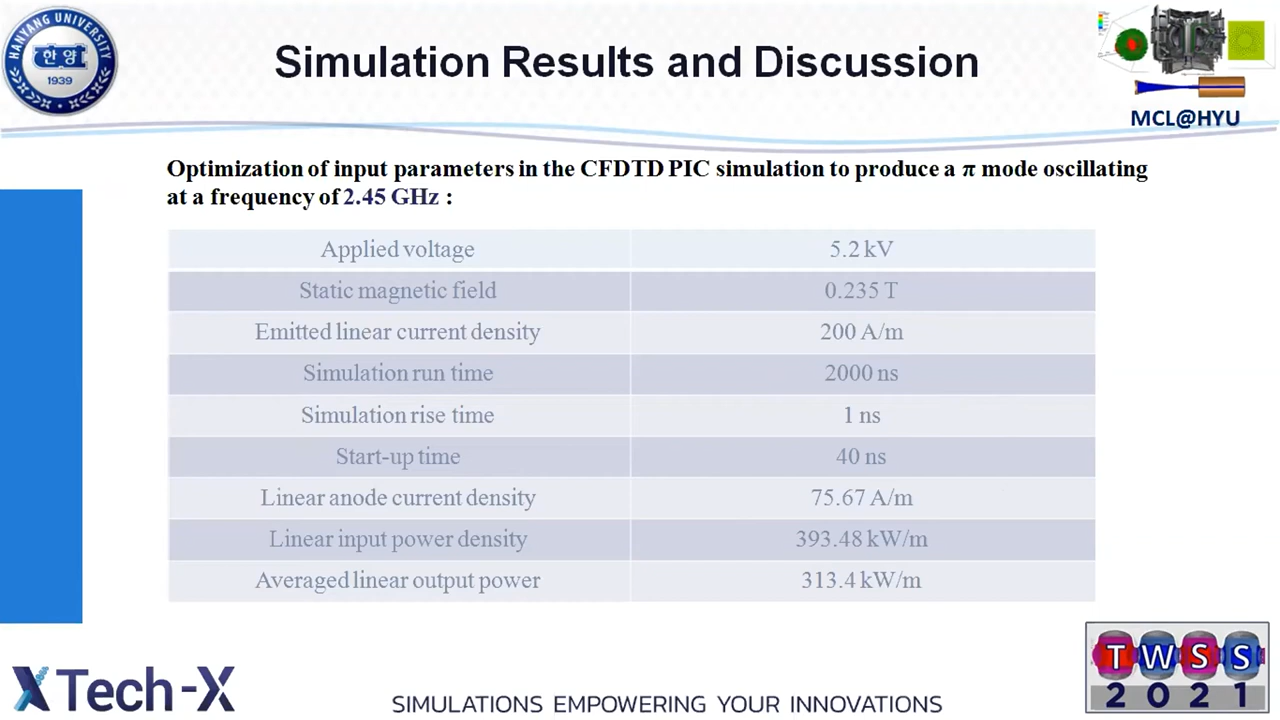 HANYANG UNIVERSITY
한양
1939
Simulation Results and Discussion
MCL@HYU
Optimization of input parameters in the CFDTD PIC simulation to produce a π mode oscillating
at a frequency of 2.45 GHz :
Applied voltage 5.2 kV
Static magnetic field 0.235 T
Emitted linear current density 200 A/m
Simulation run time 2000 ns
Simulation rise time 1 ns
Start-up time 40 ns
Linear anode current density 75.67 A/m
Linear input power density 393.48 kW/m
Averaged linear output power 313.4 kW/m
Tech-X
SIMULATIONS EMPOWERING YOUR INNOVATIONS
TWSS
2021